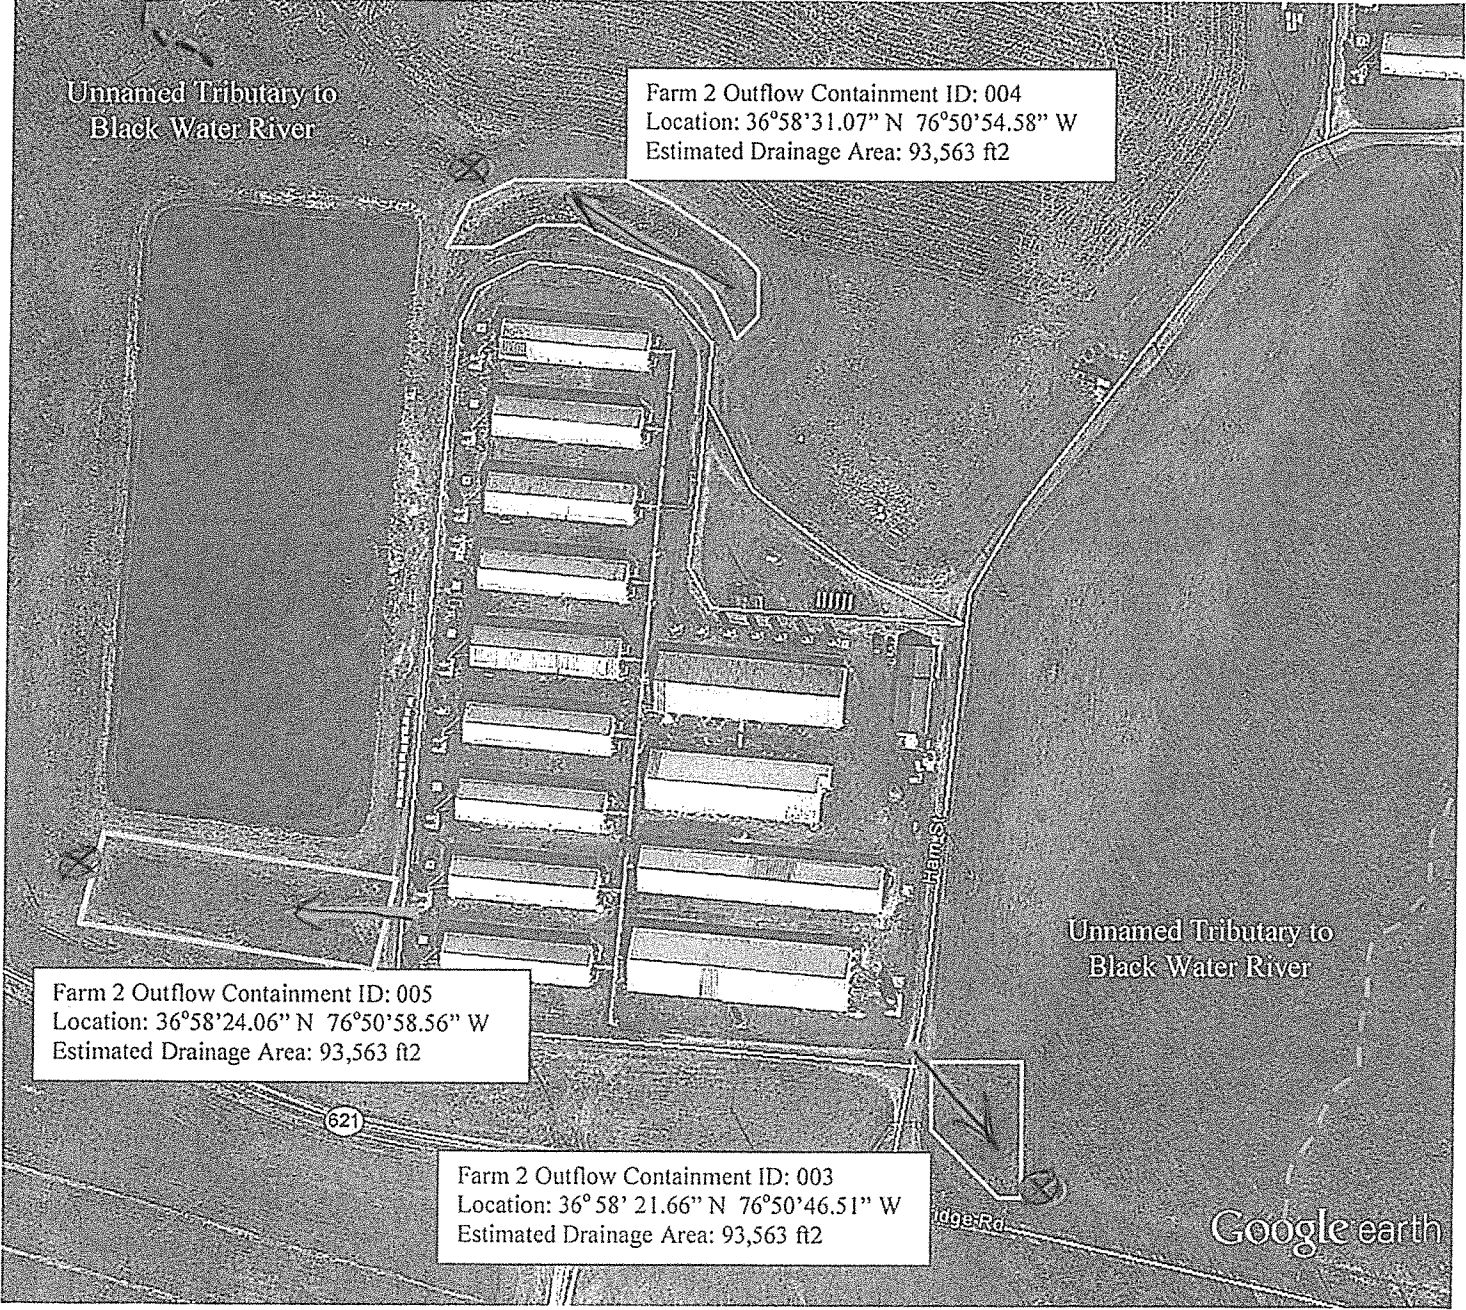 Unnamed Tributary to
Black Water River
Farm 2 Outflow Containment ID: 004
Location: 36°58'31.07” N 76°50'54.58” W
Estimated Drainage Area: 93,563 ft2
Ham St
Unnamed Tributary to
Black Water River
Farm 2 Outflow Containment ID: 005
Location: 36°58'24.06” N 76°50'58.56” W
Estimated Drainage Area: 93,563 ft2
621
Farm 2 Outflow Containment ID: 003
Location: 36°58' 21.66” N 76°50'46.51” W
Estimated Drainage Area: 93,563 ft2
idge-Rd
Google earth